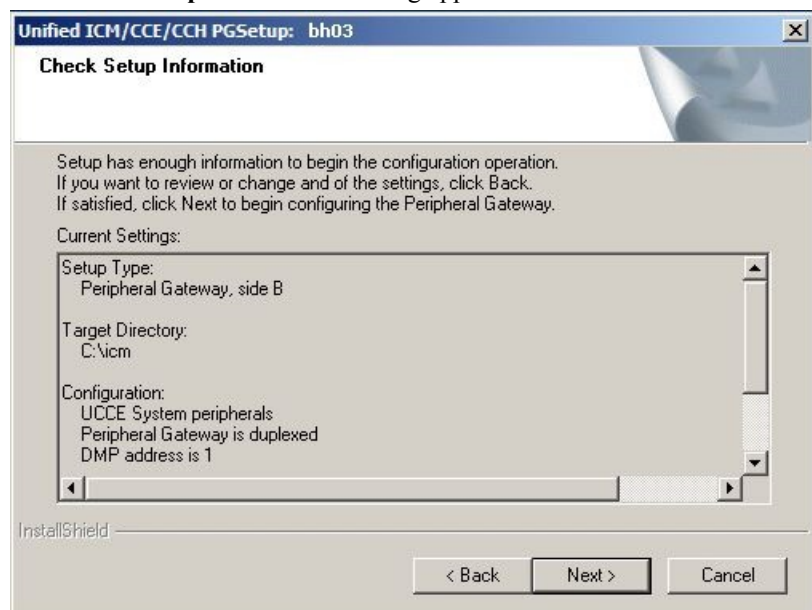 Unified ICM/CCE/CCH PGSetup: bh03
Check Setup Information
Setup has enough information to begin the configuration operation.
If you want to review or change and of the settings, click Back.
If satisfied, click Next to begin configuring the Peripheral Gateway.
Current Settings:
Setup Type:
Peripheral Gateway, side B
Target Directory:
C:\icm
Configuration:
UCCE System peripherals
Peripheral Gateway is duplexed
DMP address is 1
InstallShield
< Back Next > Cancel